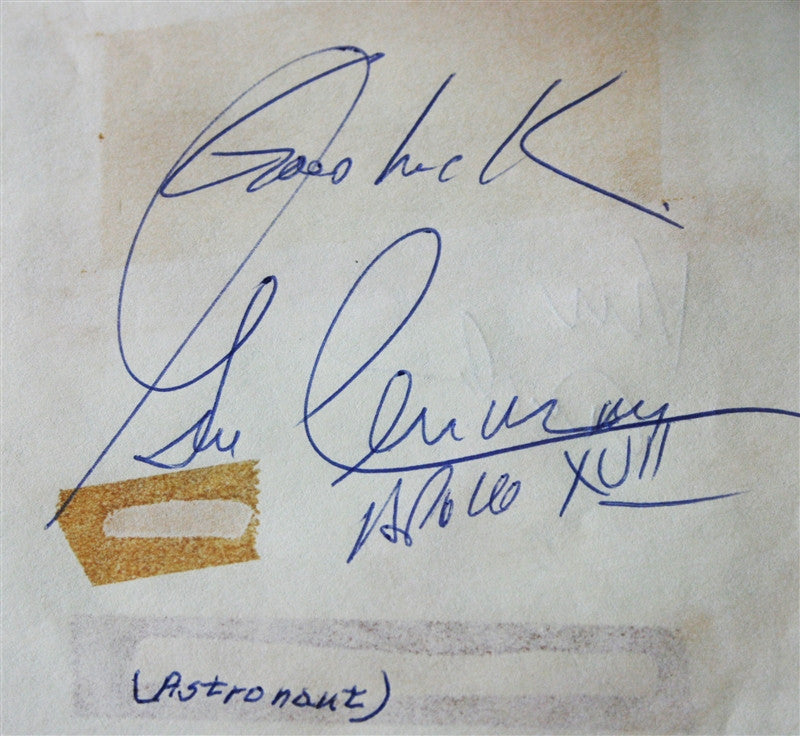 Good luck.
Gene Cernan
Apollo XVII
(Astronaut)